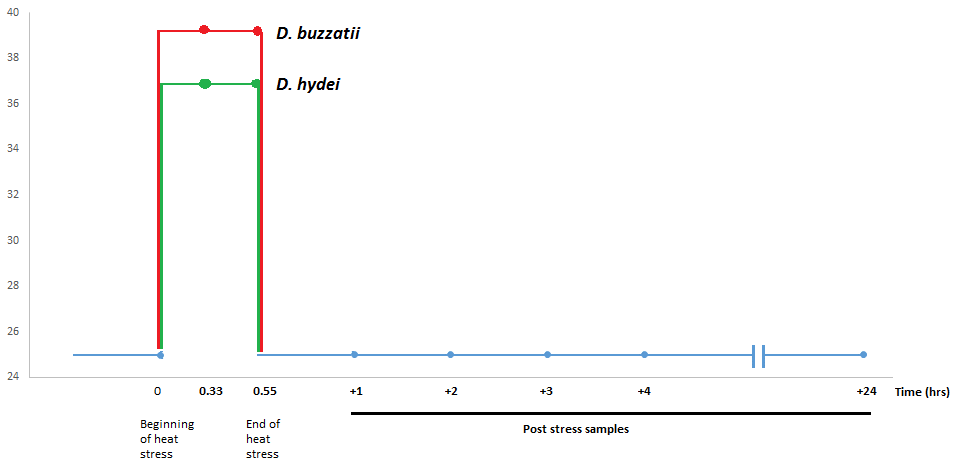 40
D. buzzatii
38
D. hydei
36
34
32
30
28
26
24
0 0.33 0.55 +1 +2 +3 +4 +24 Time (hrs)
Beginning
of heat
stress
End of
heat
stress
Post stress samples